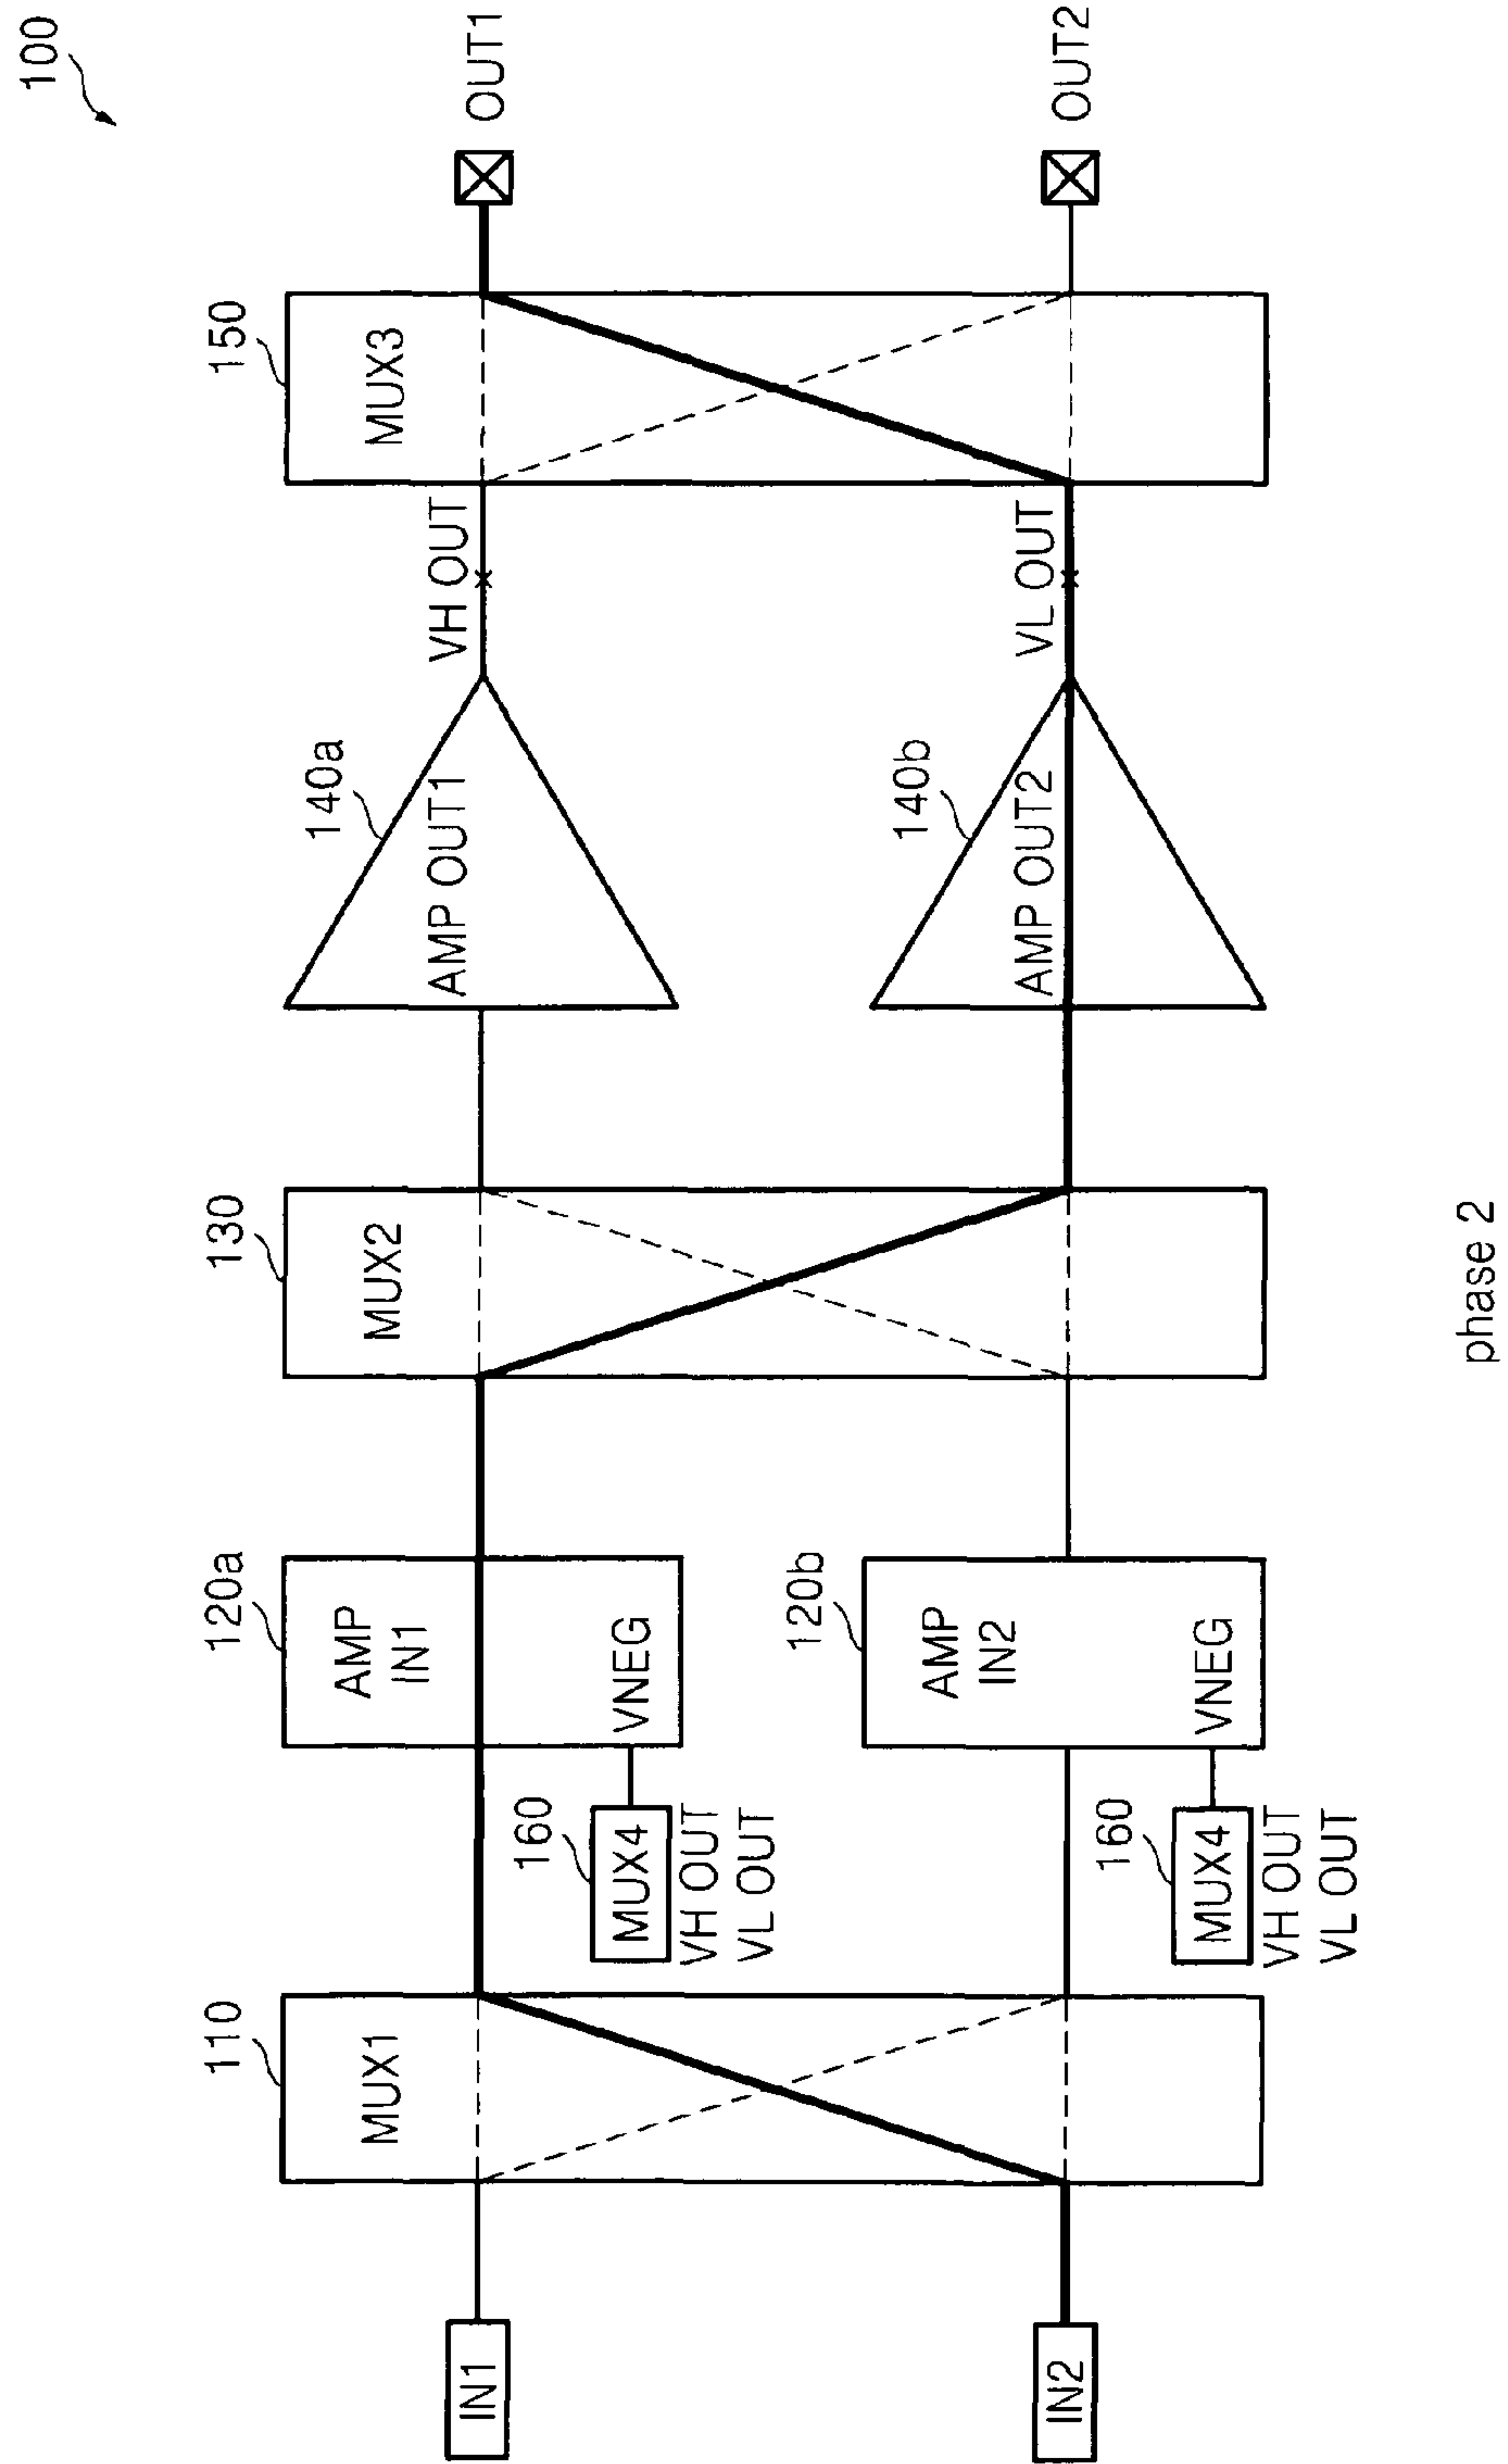 100
110
MUX1
120a
AMP
IN1
VNEG
160
MUX4
VH OUT
VL OUT
130
MUX2
140a
AMP OUT1
VH OUT
150
MUX3
OUT1
IN1
120b
AMP
IN2
VNEG
160
MUX4
VH OUT
VL OUT
140b
AMP OUT2
VL OUT
OUT2
IN2
phase 2